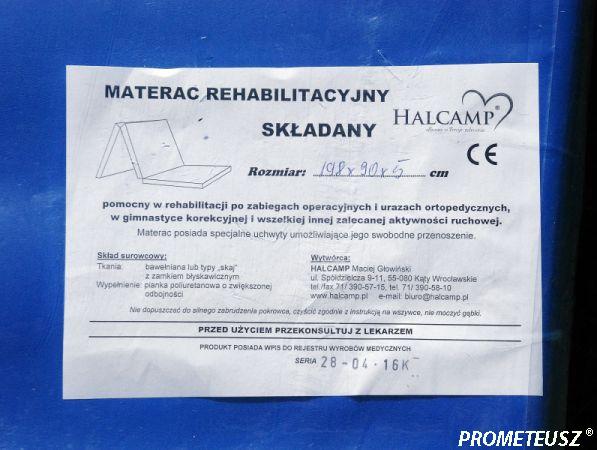 MATERAC REHABILITACYJNY
SKŁADANY
HALCAMP®
CE
Rozmiar: 198 x 90 x 5 cm
pomocny w rehabilitacji po zabiegach operacyjnych i urazach ortopedycznych,
w gimnastyce korekcyjnej i wszelkiej innej zalecanej aktywności ruchowej.
Materac posiada specjalne uchwyty umożliwiające jego swobodne przenoszenie.
Skład surowcowy:
Tkanina: bawełniana lub typu „skaj"
z zamkiem błyskawicznym
Wypełnienie: pianka poliuretanowa o zwiększonej
odbojności
Wytwórca:
HALCAMP Maciej Głowiński
ul. Spółdzielcza 9-11, 55-080 Kąty Wrocławskie
tel./fax 71/ 390-57-15, tel. 71/ 390-58-10
www.halcamp.pl e-mail: biuro@halcamp.pl
Nie dopuszczać do silnego zabrudzenia pokrowca, czyścić zgodnie z instrukcją na wszywce, nie moczyć gąbki.
PRZED UŻYCIEM PRZEKONSULTUJ Z LEKARZEM
PRODUKT POSIADA WPIS DO REJESTRU WYROBÓW MEDYCZNYCH
SERIA 28-04-16K
PROMETEUSZ®